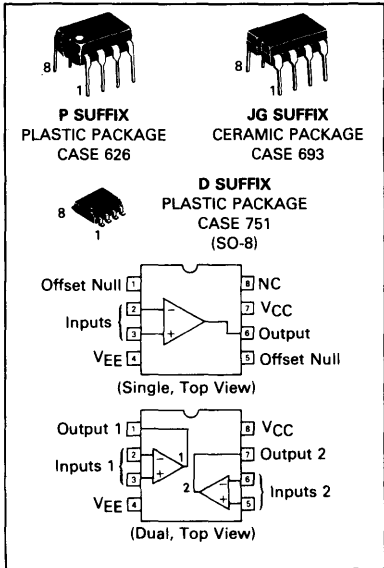 8
1
P SUFFIX
PLASTIC PACKAGE
CASE 626
8
1
JG SUFFIX
CERAMIC PACKAGE
CASE 693
8
1
D SUFFIX
PLASTIC PACKAGE
CASE 751
(SO-8)
Offset Null 1
8 NC
Inputs
2 −
3 +
7 VCC
6 Output
VEE 4
5 Offset Null
(Single, Top View)
Output 1 1
8 VCC
Inputs 1
2 −
3 +
1
7 Output 2
2
− 6
+ 5
Inputs 2
VEE 4
(Dual, Top View)